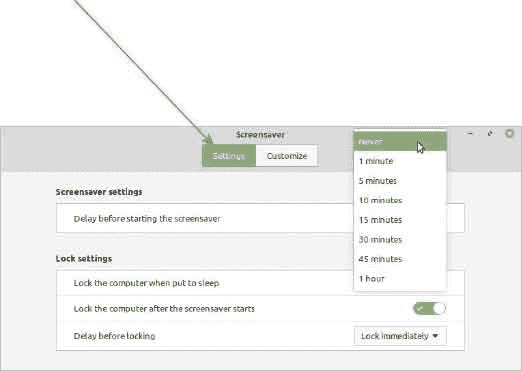 Screensaver
Settings
Customize
Screensaver settings
Delay before starting the screensaver
Never
1 minute
5 minutes
10 minutes
15 minutes
30 minutes
45 minutes
1 hour
Lock settings
Lock the computer when put to sleep
Lock the computer after the screensaver starts
Delay before locking
Lock immediately